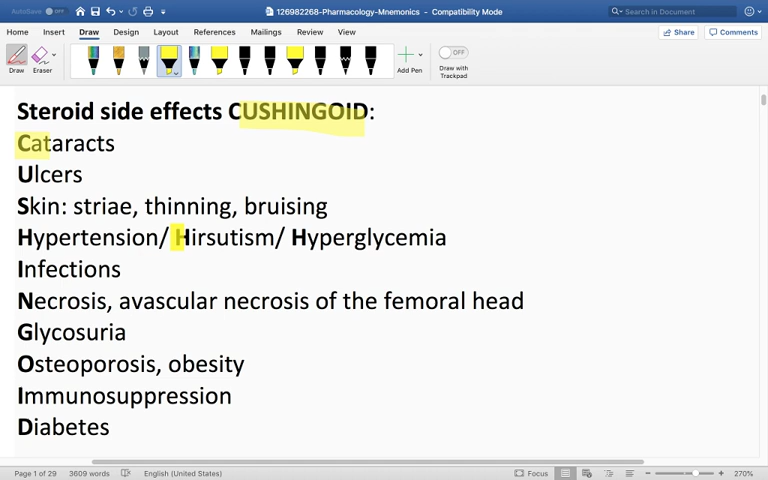 AutoSave OFF
126982268-Pharmacology-Mnemonics - Compatibility Mode
Search in Document
Home Insert Draw Design Layout References Mailings Review View Share Comments
Draw Eraser Add Pen OFF Draw with Trackpad
Steroid side effects CUSHINGOID:
Cataracts
Ulcers
Skin: striae, thinning, bruising
Hypertension/ Hirsutism/ Hyperglycemia
Infections
Necrosis, avascular necrosis of the femoral head
Glycosuria
Osteoporosis, obesity
Immunosuppression
Diabetes
Page 1 of 29 3609 words English (United States) Focus 270%